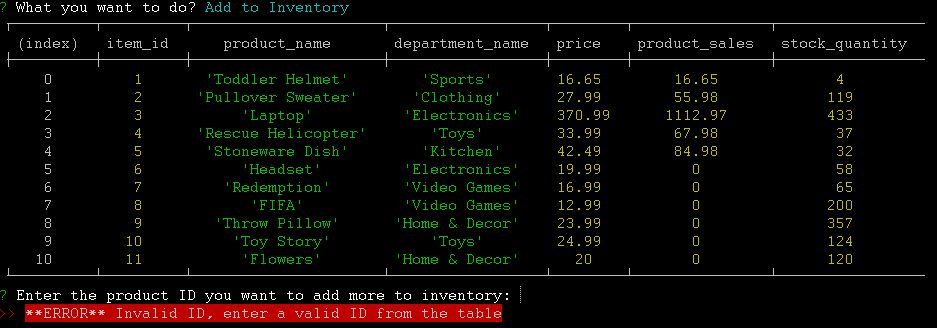 ? What you want to do? Add to Inventory
(index) item_id product_name department_name price product_sales stock_quantity
0 1 'Toddler Helmet' 'Sports' 16.65 16.65 4
1 2 'Pullover Sweater' 'Clothing' 27.99 55.98 119
2 3 'Laptop' 'Electronics' 370.99 1112.97 433
3 4 'Rescue Helicopter' 'Toys' 33.99 67.98 37
4 5 'Stoneware Dish' 'Kitchen' 42.49 84.98 32
5 6 'Headset' 'Electronics' 19.99 0 58
6 7 'Redemption' 'Video Games' 16.99 0 65
7 8 'FIFA' 'Video Games' 12.99 0 200
8 9 'Throw Pillow' 'Home & Decor' 23.99 0 357
9 10 'Toy Story' 'Toys' 24.99 0 124
10 11 'Flowers' 'Home & Decor' 20 0 120
? Enter the product ID you want to add more to inventory:
>> **ERROR** Invalid ID, enter a valid ID from the table